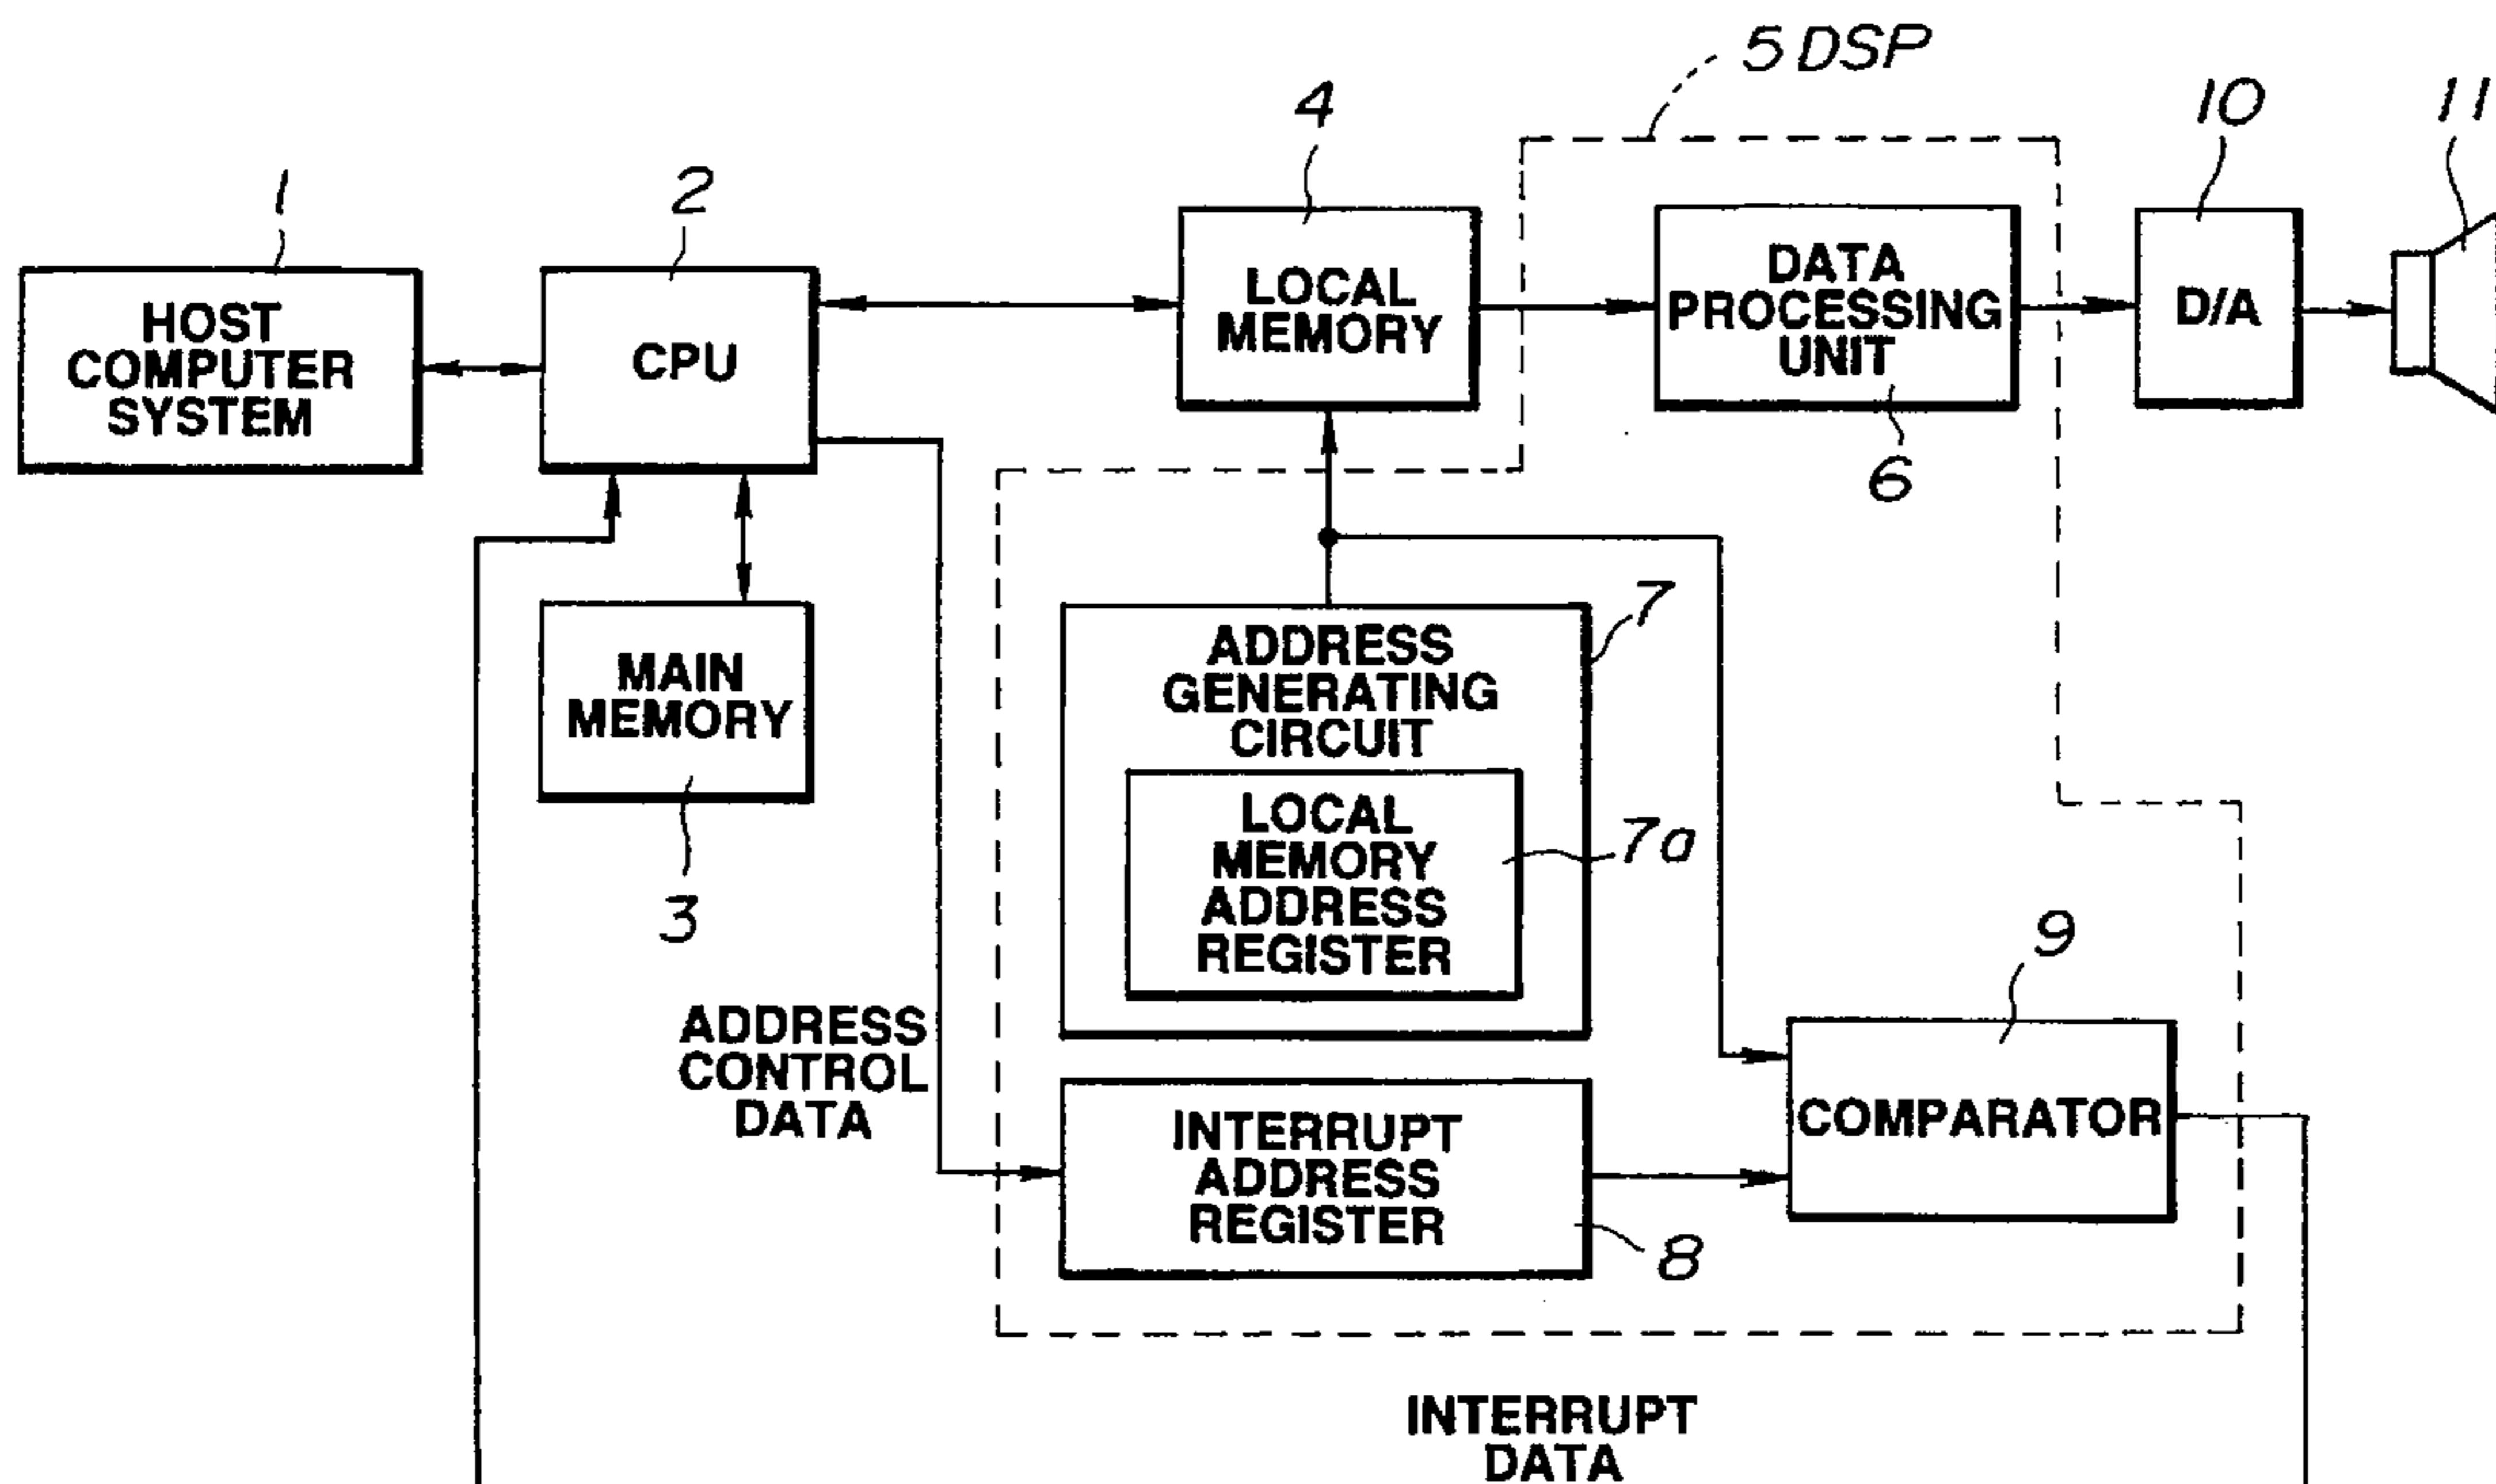 5 DSP
4
10
11
1
2
HOST
COMPUTER
SYSTEM
CPU
LOCAL
MEMORY
DATA
PROCESSING
UNIT
D/A
6
7
MAIN
MEMORY
3
ADDRESS
GENERATING
CIRCUIT
LOCAL
MEMORY
ADDRESS
REGISTER
7a
9
ADDRESS
CONTROL
DATA
INTERRUPT
ADDRESS
REGISTER
8
COMPARATOR
INTERRUPT
DATA